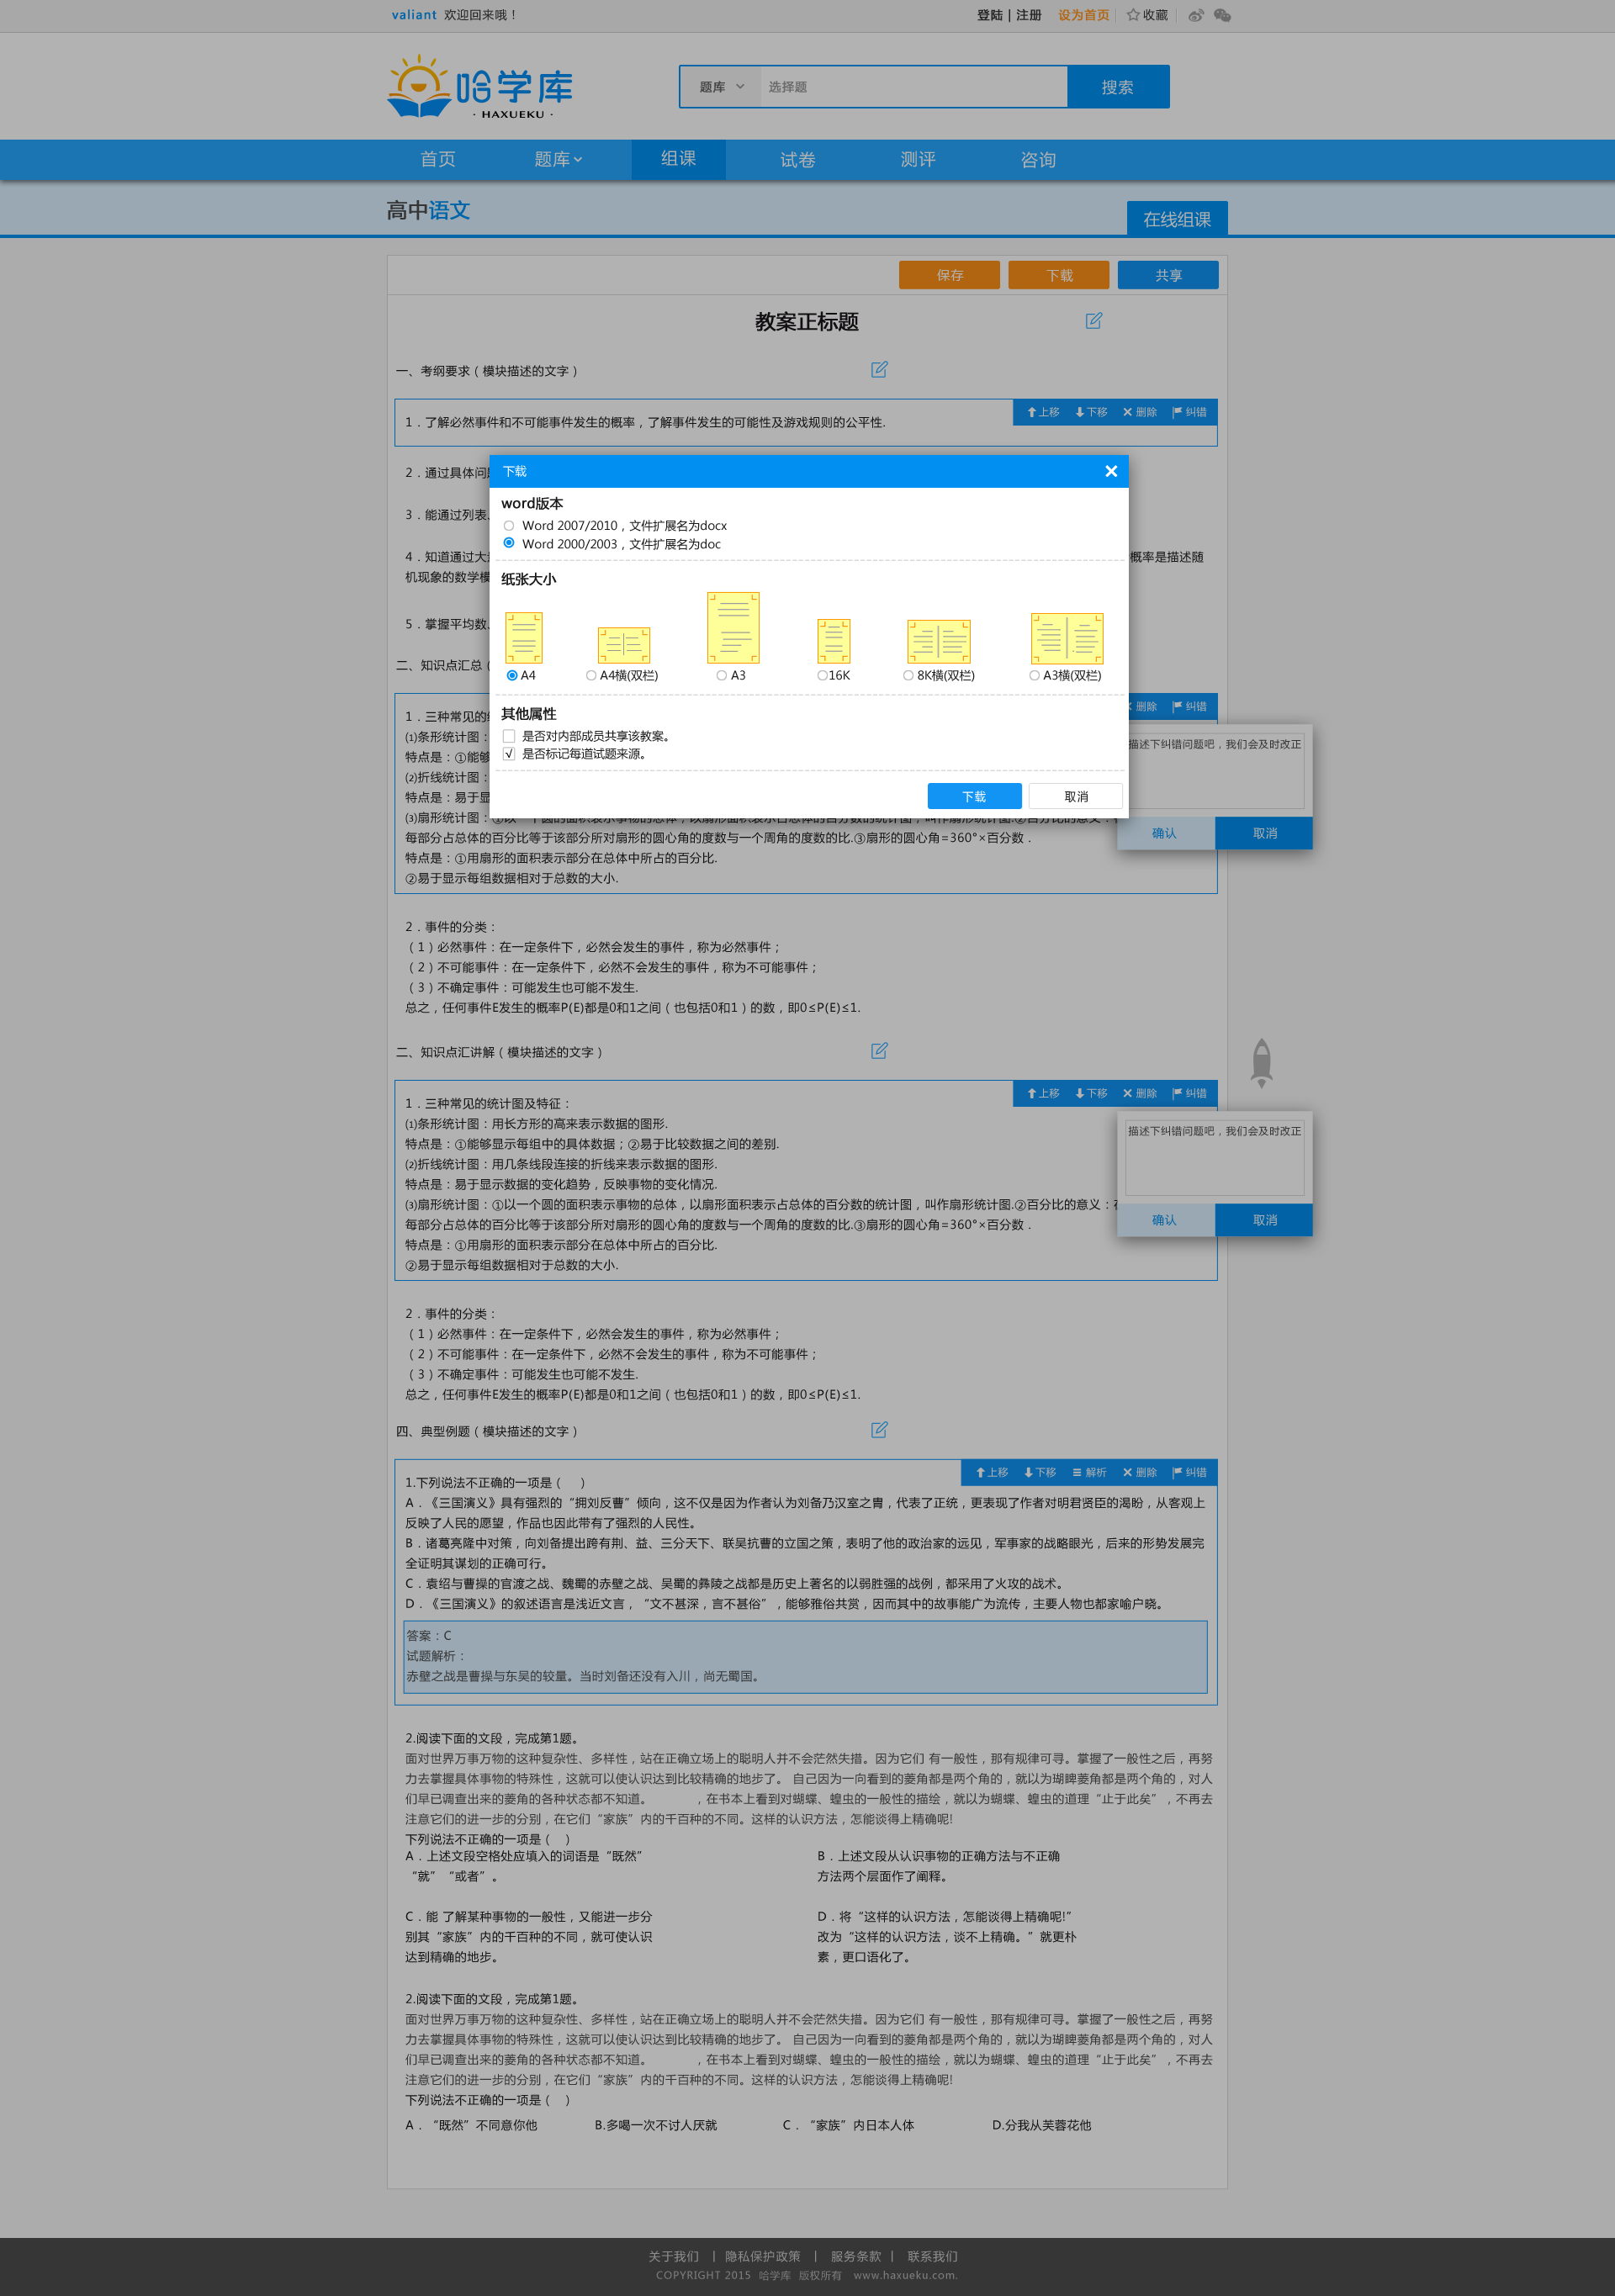 valiant 欢迎回来哦！
登陆 | 注册 设为首页 收藏
哈学库
· HAXUEKU ·
题库 选择题 搜索
首页 题库 组课 试卷 测评 咨询
高中语文
在线组课
保存 下载 共享
教案正标题
一、考纲要求（模块描述的文字）
上移 下移 删除 纠错
1．了解必然事件和不可能事件发生的概率，了解事件发生的可能性及游戏规则的公平性.
2．通过具体问
下载
word版本
3．能通过列表.
Word 2007/2010，文件扩展名为docx
Word 2000/2003，文件扩展名为doc
4．知道通过大
概率是描述随
机现象的数学模
纸张大小
5．掌握平均数.
二、知识点汇总（
A4 A4横(双栏) A3 16K 8K横(双栏) A3横(双栏)
删除 纠错
其他属性
1．三种常见的
⑴条形统计图：
是否对内部成员共享该教案。
描述下纠错问题吧，我们会及时改正
特点是：①能够
是否标记每道试题来源。
⑵折线统计图：
特点是：易于显
下载 取消
⑶扇形统计图：①以一个圆的面积表示事物的总体，以扇形面积表示占总体的百分数的统计图，叫作扇形统计图.②百分比的意义：
每部分占总体的百分比等于该部分所对扇形的圆心角的度数与一个周角的度数的比.③扇形的圆心角=360°×百分数．
确认 取消
特点是：①用扇形的面积表示部分在总体中所占的百分比.
②易于显示每组数据相对于总数的大小.
2．事件的分类：
（1）必然事件：在一定条件下，必然会发生的事件，称为必然事件；
（2）不可能事件：在一定条件下，必然不会发生的事件，称为不可能事件；
（3）不确定事件：可能发生也可能不发生.
总之，任何事件E发生的概率P(E)都是0和1之间（也包括0和1）的数，即0≤P(E)≤1.
二、知识点汇讲解（模块描述的文字）
上移 下移 删除 纠错
1．三种常见的统计图及特征：
⑴条形统计图：用长方形的高来表示数据的图形.
描述下纠错问题吧，我们会及时改正
特点是：①能够显示每组中的具体数据；②易于比较数据之间的差别.
⑵折线统计图：用几条线段连接的折线来表示数据的图形.
特点是：易于显示数据的变化趋势，反映事物的变化情况.
⑶扇形统计图：①以一个圆的面积表示事物的总体，以扇形面积表示占总体的百分数的统计图，叫作扇形统计图.②百分比的意义：
确认 取消
每部分占总体的百分比等于该部分所对扇形的圆心角的度数与一个周角的度数的比.③扇形的圆心角=360°×百分数．
特点是：①用扇形的面积表示部分在总体中所占的百分比.
②易于显示每组数据相对于总数的大小.
2．事件的分类：
（1）必然事件：在一定条件下，必然会发生的事件，称为必然事件；
（2）不可能事件：在一定条件下，必然不会发生的事件，称为不可能事件；
（3）不确定事件：可能发生也可能不发生.
总之，任何事件E发生的概率P(E)都是0和1之间（也包括0和1）的数，即0≤P(E)≤1.
四、典型例题（模块描述的文字）
上移 下移 解析 删除 纠错
1.下列说法不正确的一项是（ ）
A．《三国演义》具有强烈的“拥刘反曹”倾向，这不仅是因为作者认为刘备乃汉室之胄，代表了正统，更表现了作者对明君贤臣的渴盼，从客观上
反映了人民的愿望，作品也因此带有了强烈的人民性。
B．诸葛亮隆中对策，向刘备提出跨有荆、益、三分天下、联吴抗曹的立国之策，表明了他的政治家的远见，军事家的战略眼光，后来的形势发展完
全证明其谋划的正确可行。
C．袁绍与曹操的官渡之战、魏蜀的赤壁之战、吴蜀的彝陵之战都是历史上著名的以弱胜强的战例，都采用了火攻的战术。
D．《三国演义》的叙述语言是浅近文言，“文不甚深，言不甚俗”，能够雅俗共赏，因而其中的故事能广为流传，主要人物也都家喻户晓。
答案：C
试题解析：
赤壁之战是曹操与东吴的较量。当时刘备还没有入川，尚无蜀国。
2.阅读下面的文段，完成第1题。
面对世界万事万物的这种复杂性、多样性，站在正确立场上的聪明人并不会茫然失措。因为它们 有一般性，那有规律可寻。掌握了一般性之后，再努
力去掌握具体事物的特殊性，这就可以使认识达到比较精确的地步了。 自己因为一向看到的菱角都是两个角的，就以为瑚睥菱角都是两个角的，对人
们早已调查出来的菱角的各种状态都不知道。 ，在书本上看到对蝴蝶、蝗虫的一般性的描绘，就以为蝴蝶、蝗虫的道理“止于此矣”，不再去
注意它们的进一步的分别，在它们“家族”内的千百种的不同。这样的认识方法，怎能谈得上精确呢!
下列说法不正确的一项是（ ）
A．上述文段空格处应填入的词语是“既然” B．上述文段从认识事物的正确方法与不正确
“就”“或者”。 方法两个层面作了阐释。
C．能 了解某种事物的一般性，又能进一步分 D．将“这样的认识方法，怎能谈得上精确呢!”
别其“家族”内的千百种的不同，就可使认识 改为“这样的认识方法，谈不上精确。”就更朴
达到精确的地步。 素，更口语化了。
2.阅读下面的文段，完成第1题。
面对世界万事万物的这种复杂性、多样性，站在正确立场上的聪明人并不会茫然失措。因为它们 有一般性，那有规律可寻。掌握了一般性之后，再努
力去掌握具体事物的特殊性，这就可以使认识达到比较精确的地步了。 自己因为一向看到的菱角都是两个角的，就以为瑚睥菱角都是两个角的，对人
们早已调查出来的菱角的各种状态都不知道。 ，在书本上看到对蝴蝶、蝗虫的一般性的描绘，就以为蝴蝶、蝗虫的道理“止于此矣”，不再去
注意它们的进一步的分别，在它们“家族”内的千百种的不同。这样的认识方法，怎能谈得上精确呢!
下列说法不正确的一项是（ ）
A．“既然”不同意你他 B.多喝一次不讨人厌就 C．“家族”内日本人体 D.分我从芙蓉花他
关于我们 | 隐私保护政策 | 服务条款 | 联系我们
COPYRIGHT 2015 哈学库 版权所有 www.haxueku.com.